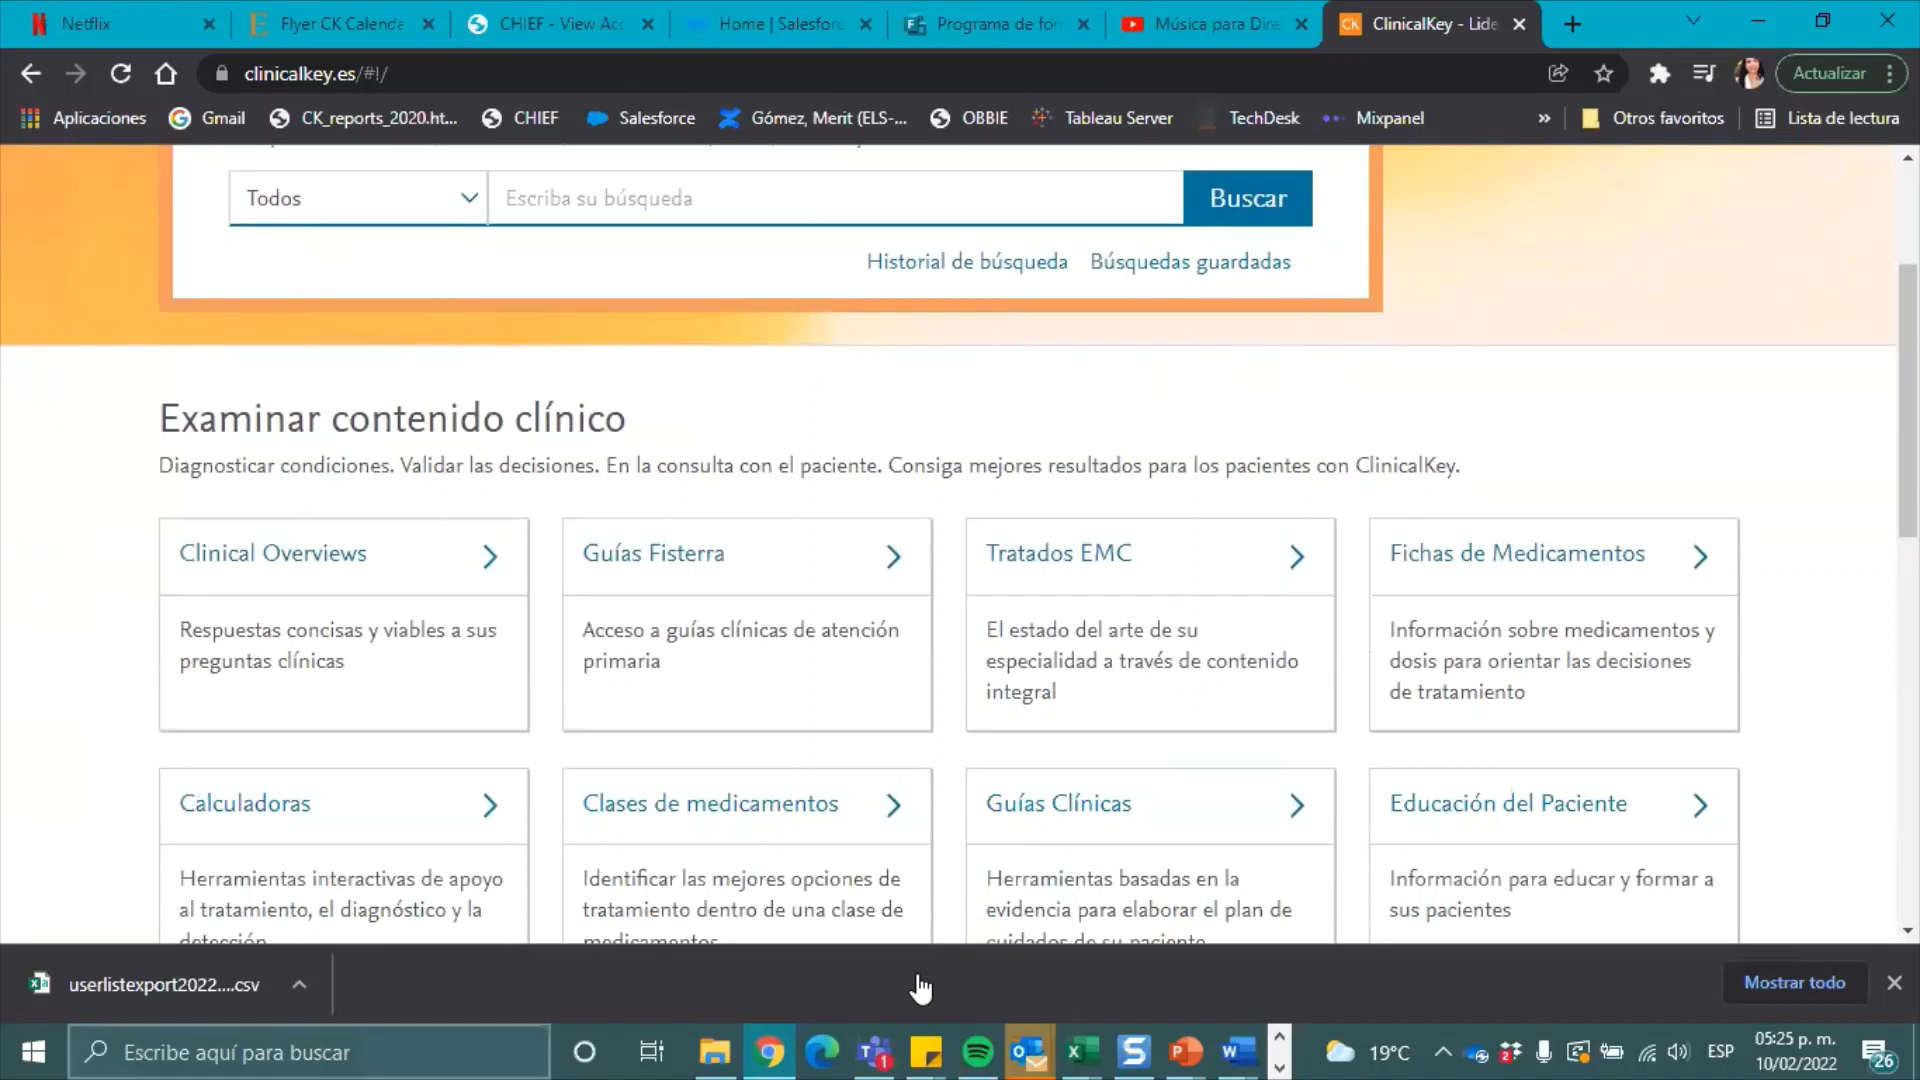 Netflix
Flyer CK Calenda
CHIEF - View Acc
Home | Salesforc
Programa de for
Música para Dire
CK
ClinicalKey - Lide
clinicalkey.es/#!/
Actualizar
Aplicaciones
Gmail
CK_reports_2020.ht...
CHIEF
Salesforce
Gómez, Merit (ELS-...
OBBIE
Tableau Server
TechDesk
Mixpanel
»
Otros favoritos
Lista de lectura
Todos
Escriba su búsqueda
Buscar
Historial de búsqueda
Búsquedas guardadas
Examinar contenido clínico
Diagnosticar condiciones. Validar las decisiones. En la consulta con el paciente. Consiga mejores resultados para los pacientes con ClinicalKey.
Clinical Overviews
Respuestas concisas y viables a sus
preguntas clínicas
Guías Fisterra
Acceso a guías clínicas de atención
primaria
Tratados EMC
El estado del arte de su
especialidad a través de contenido
integral
Fichas de Medicamentos
Información sobre medicamentos y
dosis para orientar las decisiones
de tratamiento
Calculadoras
Herramientas interactivas de apoyo
al tratamiento, el diagnóstico y la
detección
Clases de medicamentos
Identificar las mejores opciones de
tratamiento dentro de una clase de
medicamentos
Guías Clínicas
Herramientas basadas en la
evidencia para elaborar el plan de
cuidados de su paciente
Educación del Paciente
Información para educar y formar a
sus pacientes
userlistexport2022....csv
Mostrar todo
Escribe aquí para buscar
19°C
ESP
05:25 p. m.
10/02/2022
26